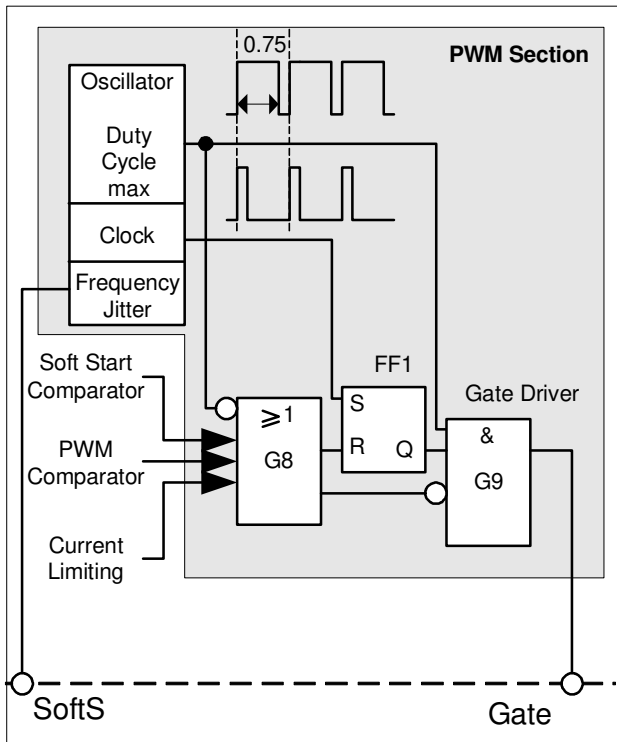 0.75
PWM Section
Oscillator
Duty
Cycle
max
Clock
Frequency
Jitter
Soft Start
Comparator
PWM
Comparator
Current
Limiting
≥1
G8
FF1
S
R
Q
Gate Driver
&
G9
SoftS
Gate